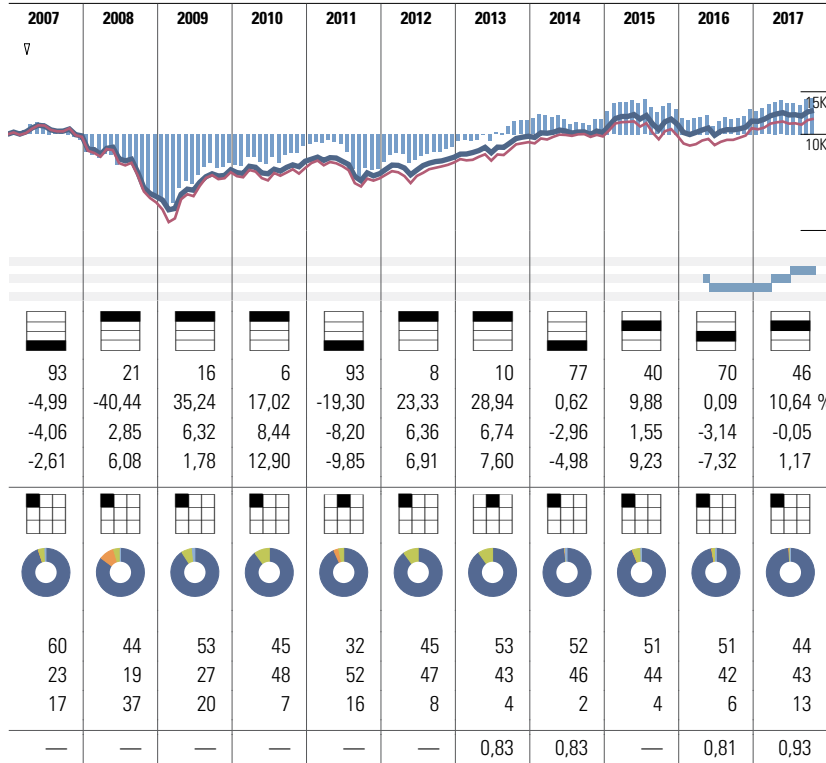 2007 2008 2009 2010 2011 2012 2013 2014 2015 2016 2017
15K
10K
93 21 16 6 93 8 10 77 40 70 46
-4,99 -40,44 35,24 17,02 -19,30 23,33 28,94 0,62 9,88 0,09 10,64 %
-4,06 2,85 6,32 8,44 -8,20 6,36 6,74 -2,96 1,55 -3,14 -0,05
-2,61 6,08 1,78 12,90 -9,85 6,91 7,60 -4,98 9,23 -7,32 1,17
60 44 53 45 32 45 53 52 51 51 44
23 19 27 48 52 47 43 46 44 42 43
17 37 20 7 16 8 4 2 4 6 13
— — — — — — 0,83 0,83 — 0,81 0,93